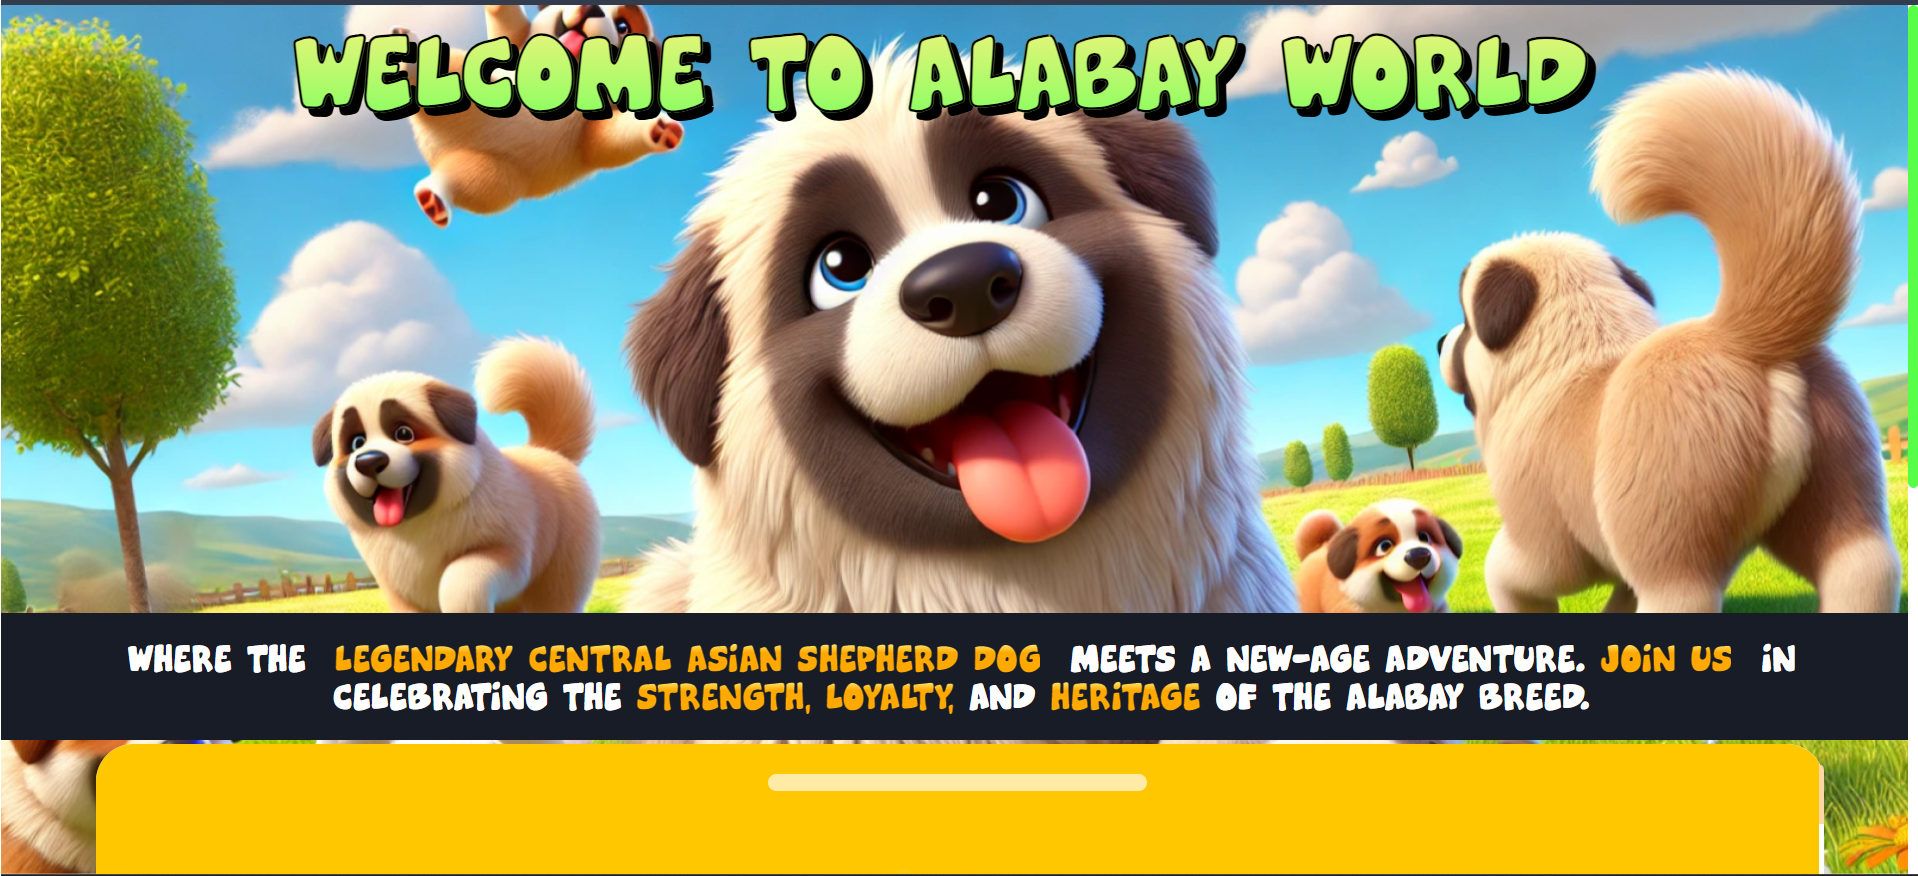 WELCOME TO ALABAY WORLD
WHERE THE LEGENDARY CENTRAL ASiAN SHEPHERD DOG MEETS A NEW-AGE ADVENTURE. JOiN US iN
CELEBRATiNG THE STRENGTH, LOYALTY, AND HERiTAGE OF THE ALABAY BREED.